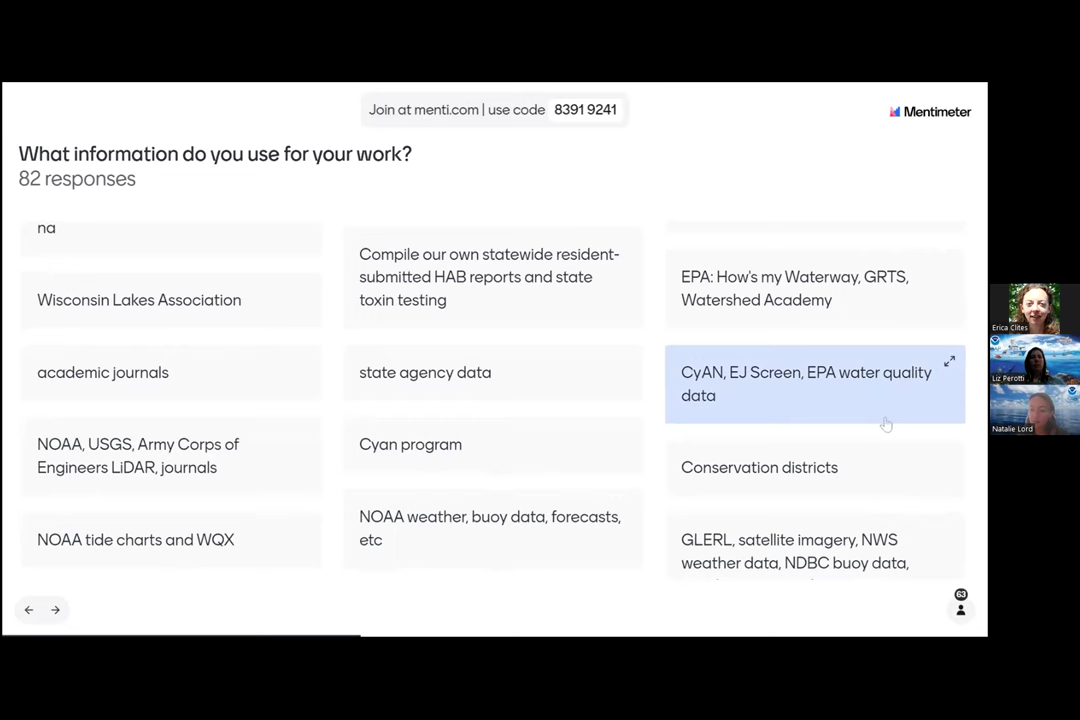 Join at menti.com | use code 8391 9241
Mentimeter
What information do you use for your work?
82 responses
na
Wisconsin Lakes Association
academic journals
NOAA, USGS, Army Corps of
Engineers LiDAR, journals
NOAA tide charts and WQX
Compile our own statewide resident-
submitted HAB reports and state
toxin testing
state agency data
Cyan program
NOAA weather, buoy data, forecasts,
etc
EPA: How's my Waterway, GRTS,
Watershed Academy
CyAN, EJ Screen, EPA water quality
data
Conservation districts
GLERL, satellite imagery, NWS
weather data, NDBC buoy data,
63
Erica Clites
Liz Perotti
Natalie Lord